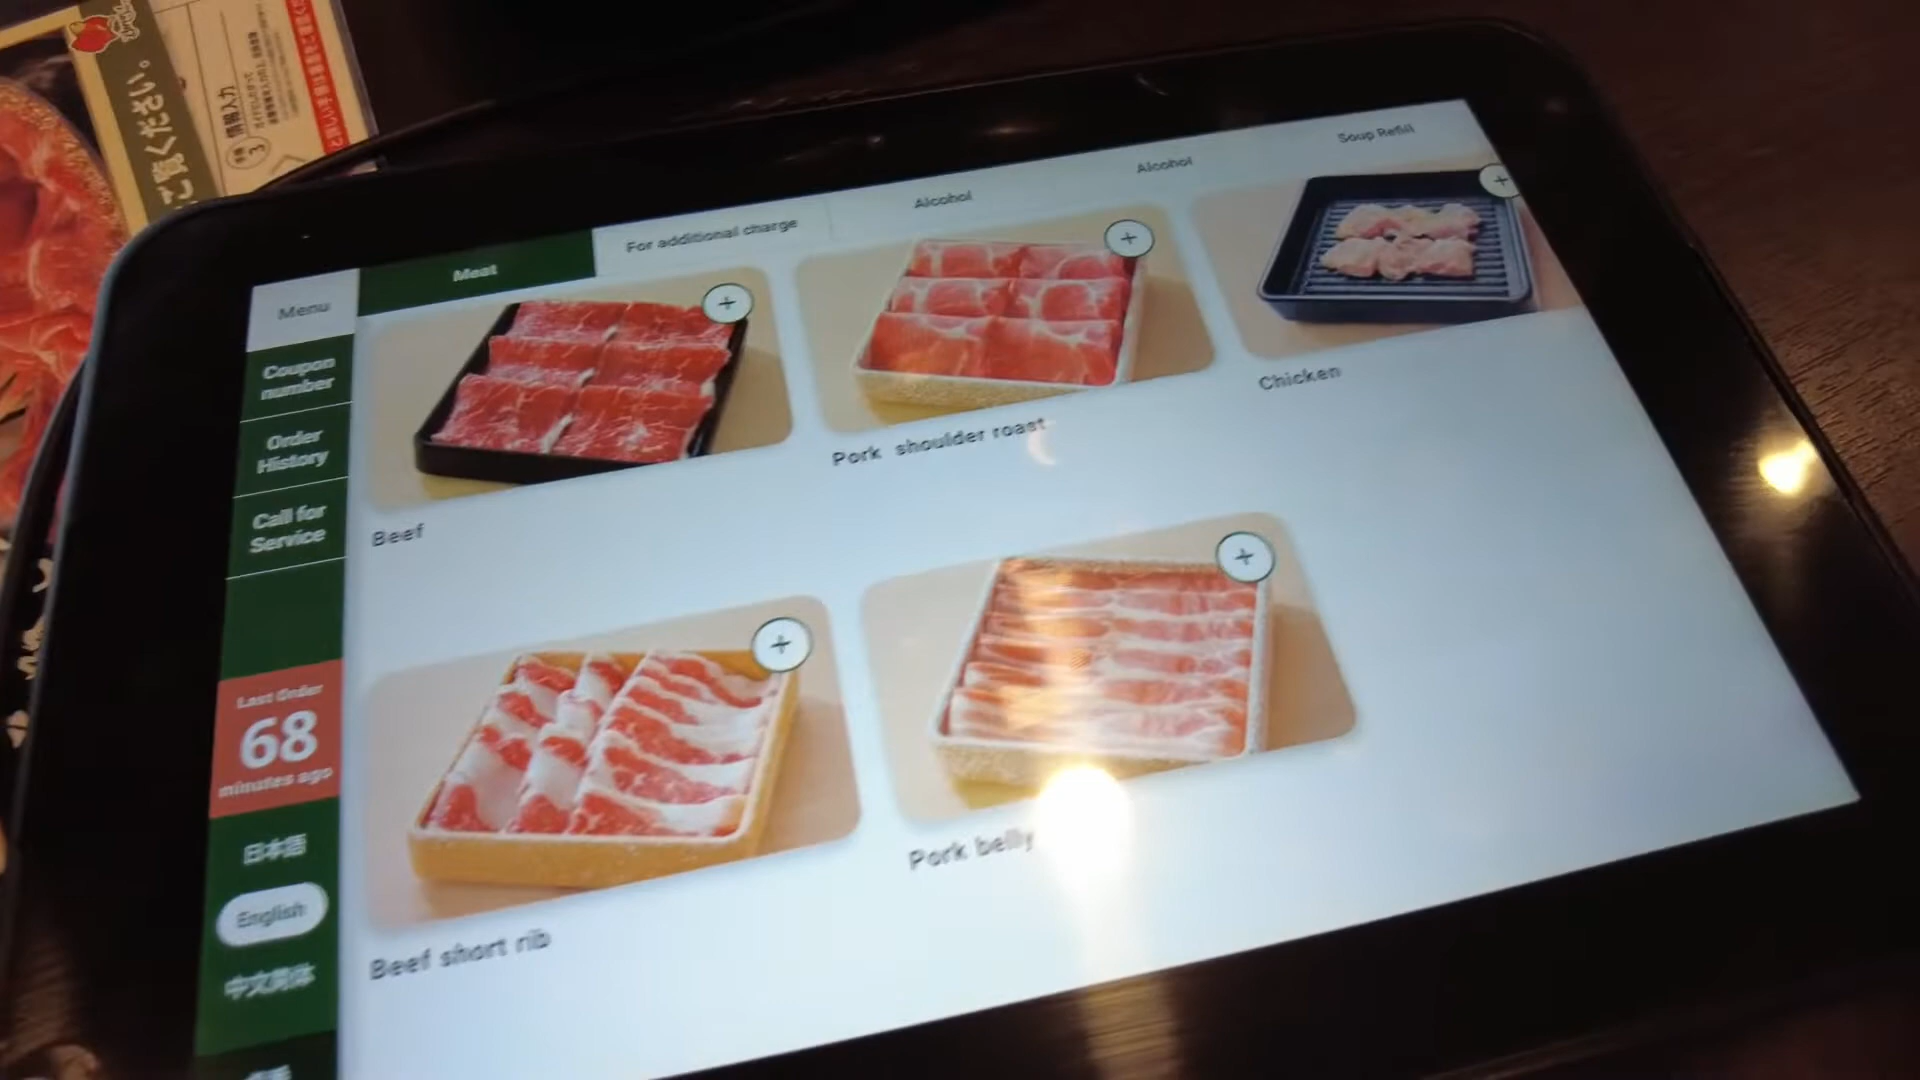 ご覧ください。
情報入力
3
Menu
Meat
For additional charge
Alcohol
Alcohol
Soup Refill
Coupon
number
Order
History
Call for
Service
Last Order
68
minutes ago
日本語
English
中文简体
Beef
Pork shoulder roast
Chicken
Beef short rib
Pork belly